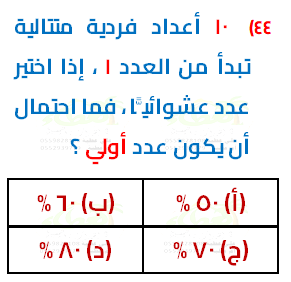 ٤٤) ١٠ أعداد فردية متتالية
تبدأ من العدد ١ ، إذا اختير
عدد عشوائيًا ، فما احتمال
أن يكون عدد أولي ؟
(أ) ٥٠ % (ب) ٦٠ %
(ج) ٧٠ % (د) ٨٠ %